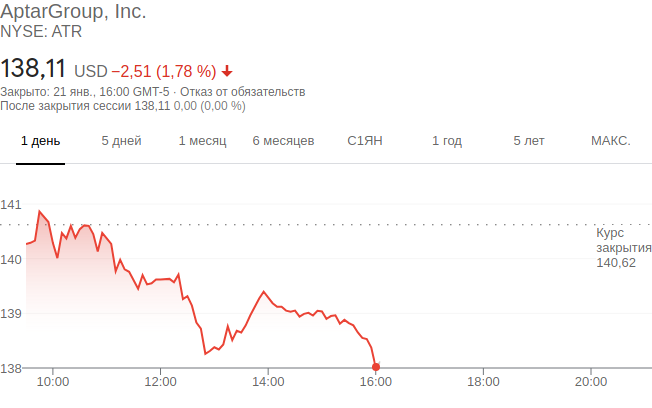 AptarGroup, Inc.
NYSE: ATR
138,11 USD −2,51 (1,78 %)
Закрыто: 21 янв., 16:00 GMT-5 · Отказ от обязательств
После закрытия сессии 138,11 0,00 (0,00 %)
1 день 5 дней 1 месяц 6 месяцев С1ЯН 1 год 5 лет МАКС.
141
Курс
закрытия
140,62
140
139
138
10:00 12:00 14:00 16:00 18:00 20:00